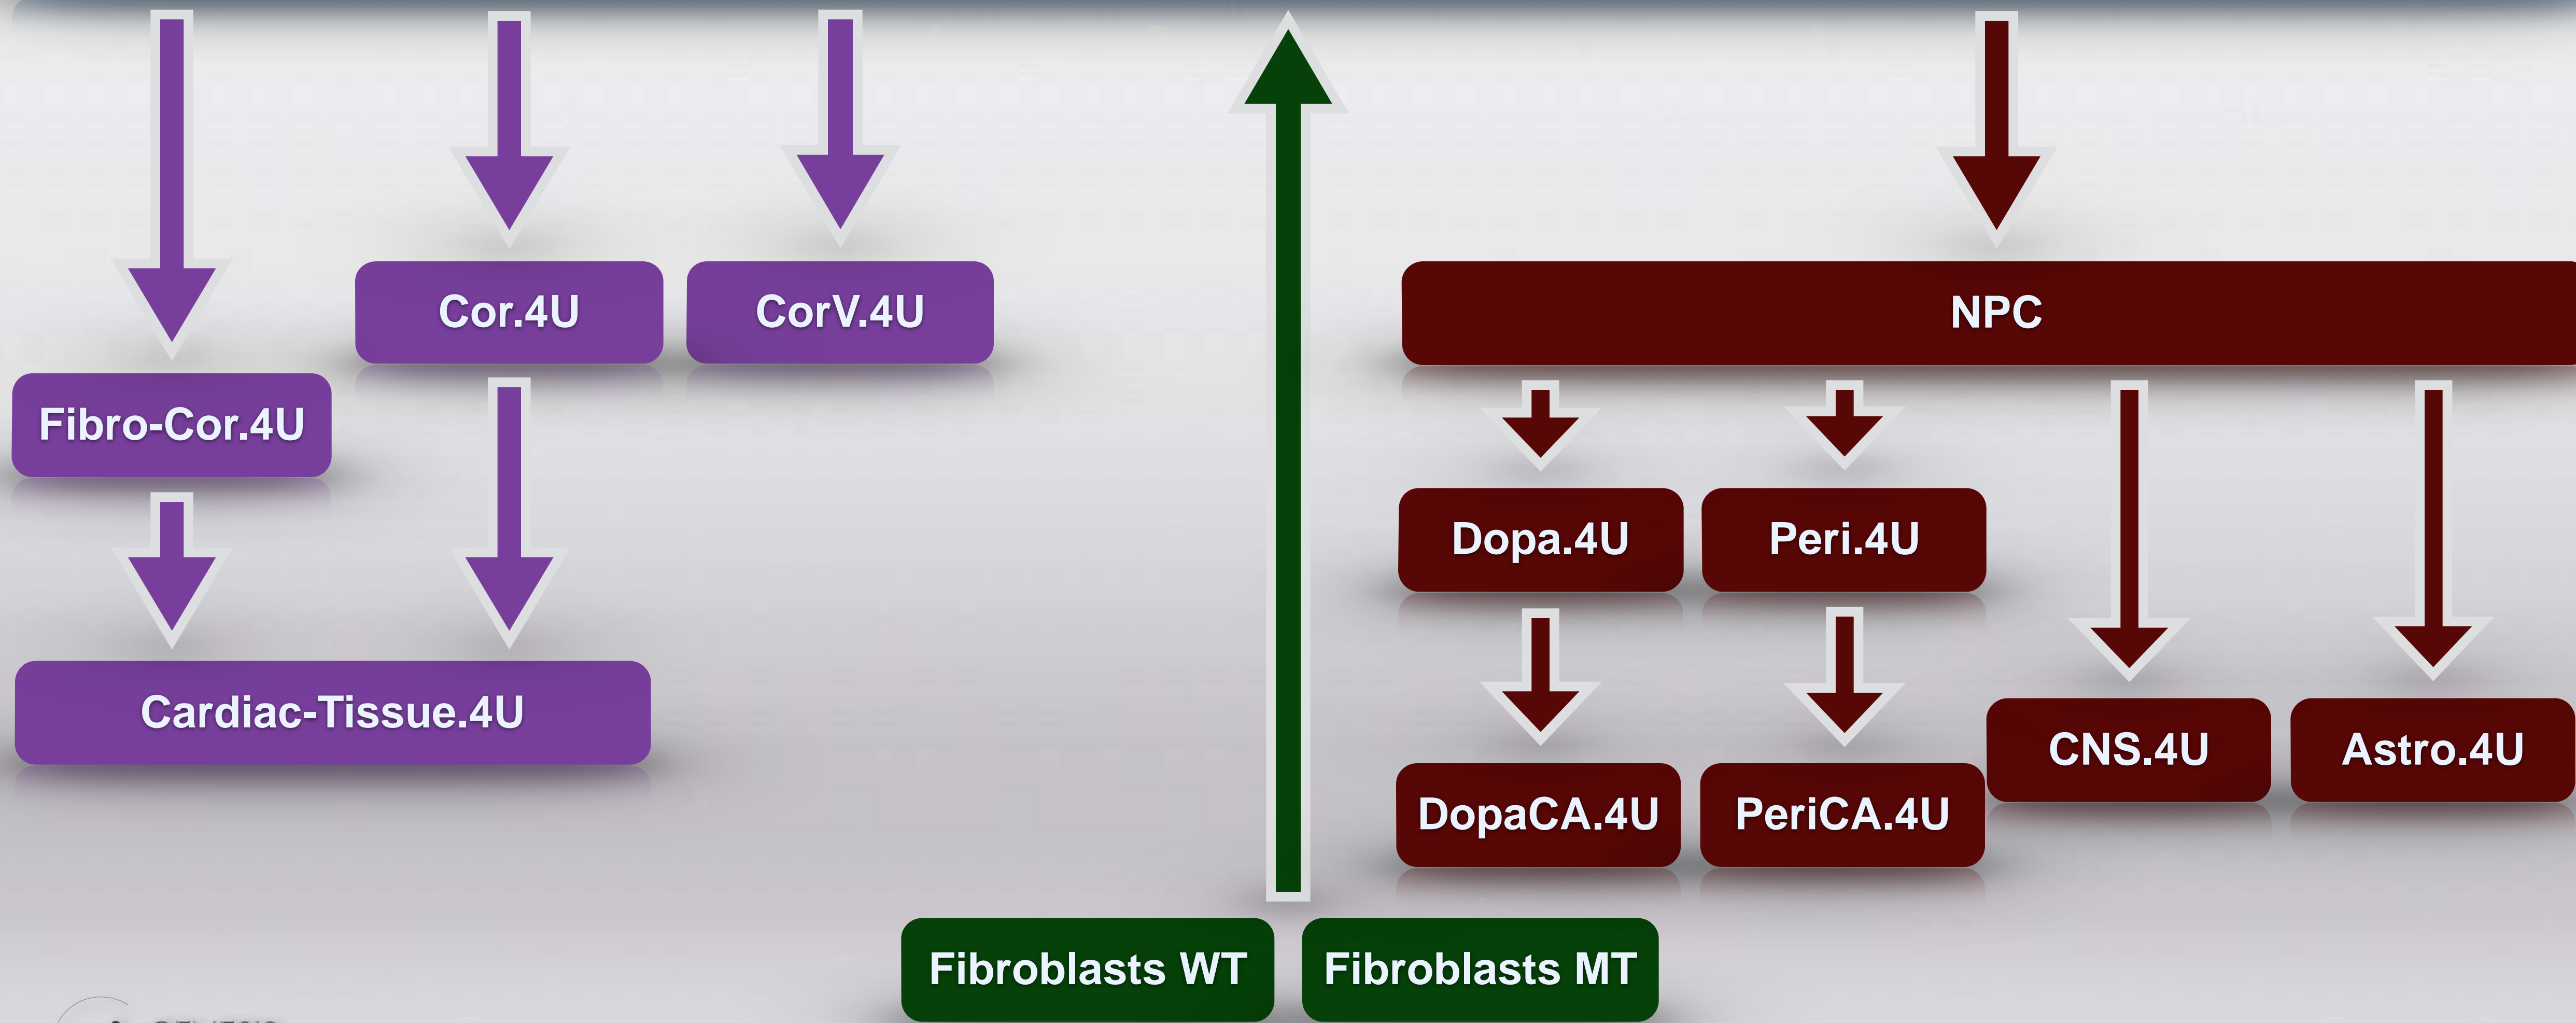 Cor.4U
CorV.4U
NPC
Fibro-Cor.4U
Dopa.4U
Peri.4U
Cardiac-Tissue.4U
CNS.4U
Astro.4U
DopaCA.4U
PeriCA.4U
Fibroblasts WT
Fibroblasts MT